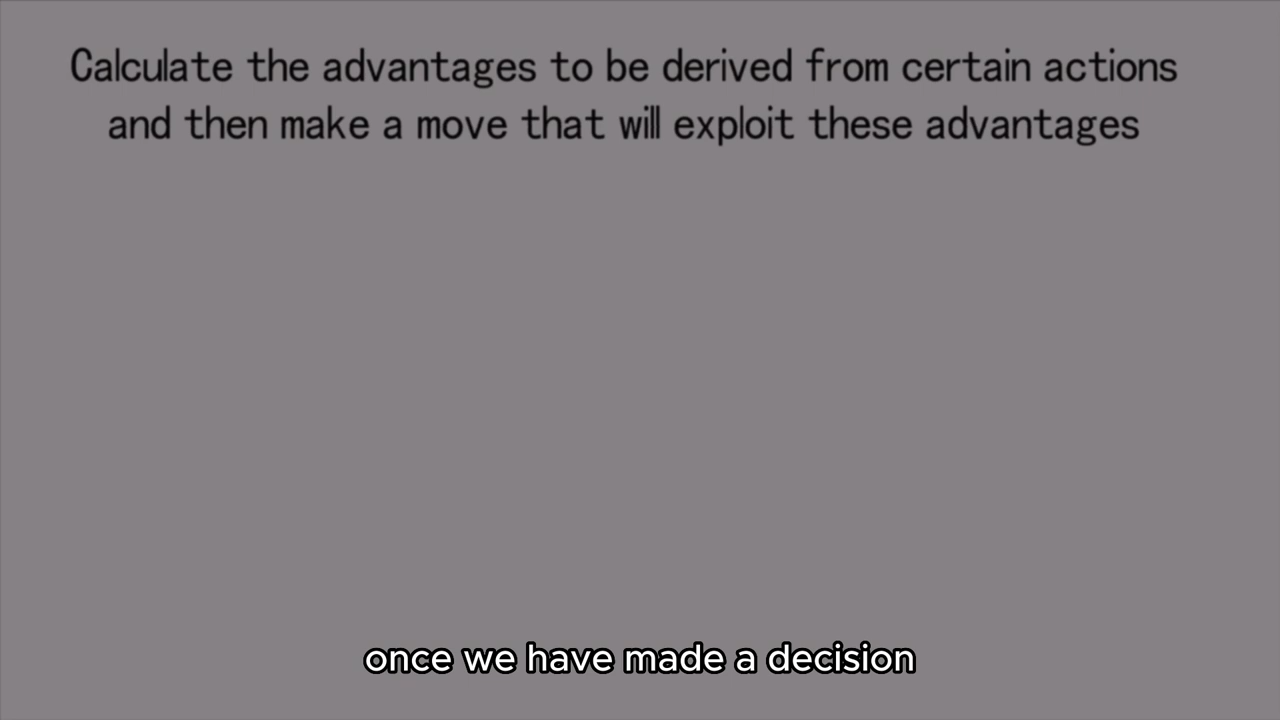 Calculate the advantages to be derived from certain actions
and then make a move that will exploit these advantages
once we have made a decision